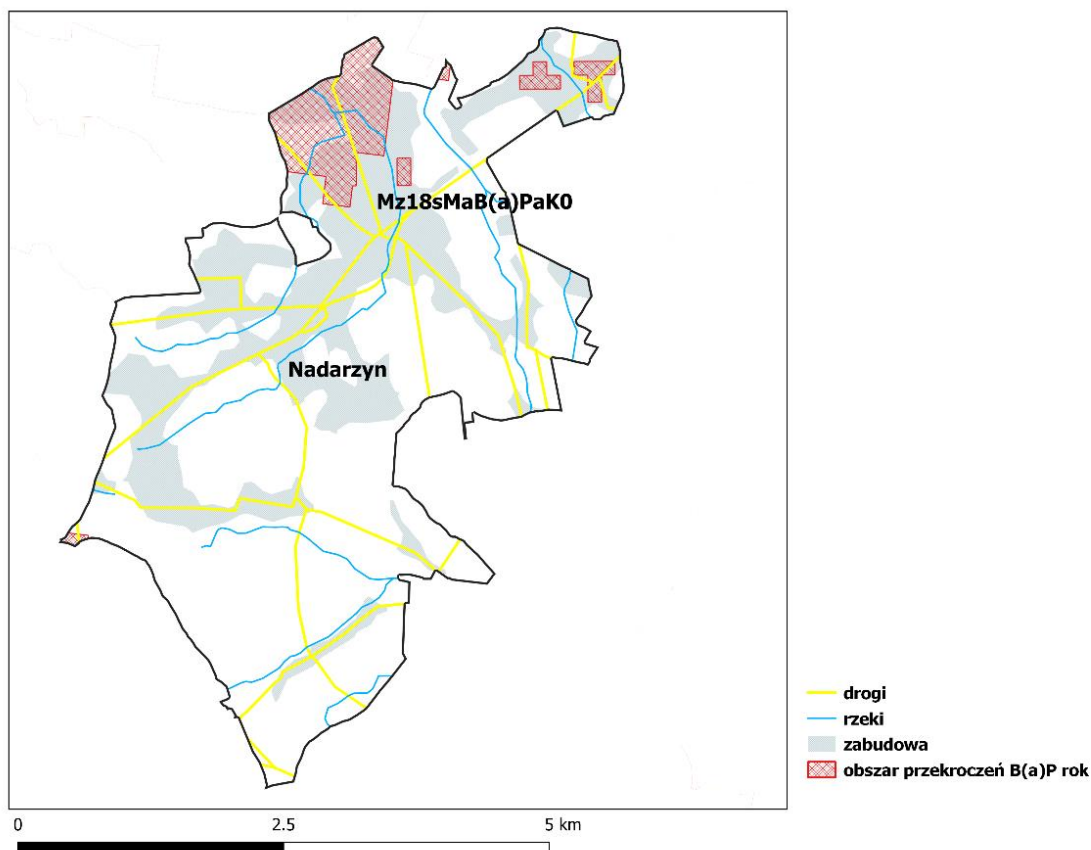 Mz18sMaB(a)PaK0
Nadarzyn
drogi
rzeki
zabudowa
obszar przekroczeń B(a)P rok
0 2.5 5 km